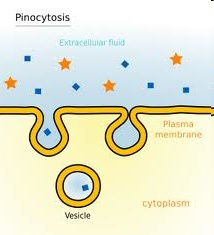 Pinocytosis
Extracellular fluid
Plasma
membrane
cytoplasm
Vesicle